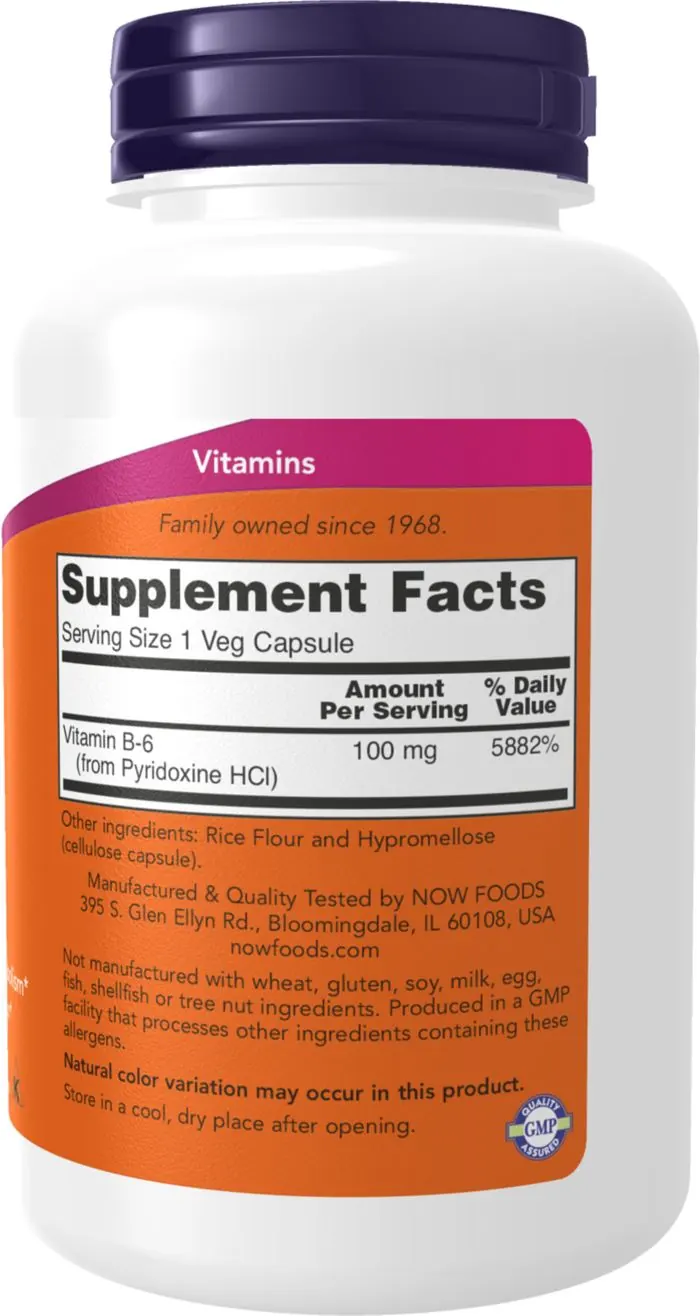 Vitamins
Family owned since 1968.
Supplement Facts
Serving Size 1 Veg Capsule
Amount Per Serving
% Daily Value
Vitamin B-6 100 mg 5882%
(from Pyridoxine HCl)
Other ingredients: Rice Flour and Hypromellose
(cellulose capsule).
Manufactured & Quality Tested by NOW FOODS
395 S. Glen Ellyn Rd., Bloomingdale, IL 60108, USA
nowfoods.com
Not manufactured with wheat, gluten, soy, milk, egg,
fish, shellfish or tree nut ingredients. Produced in a GMP
facility that processes other ingredients containing these
allergens.
Natural color variation may occur in this product.
Store in a cool, dry place after opening.
QUALITY
GMP
ASSURED